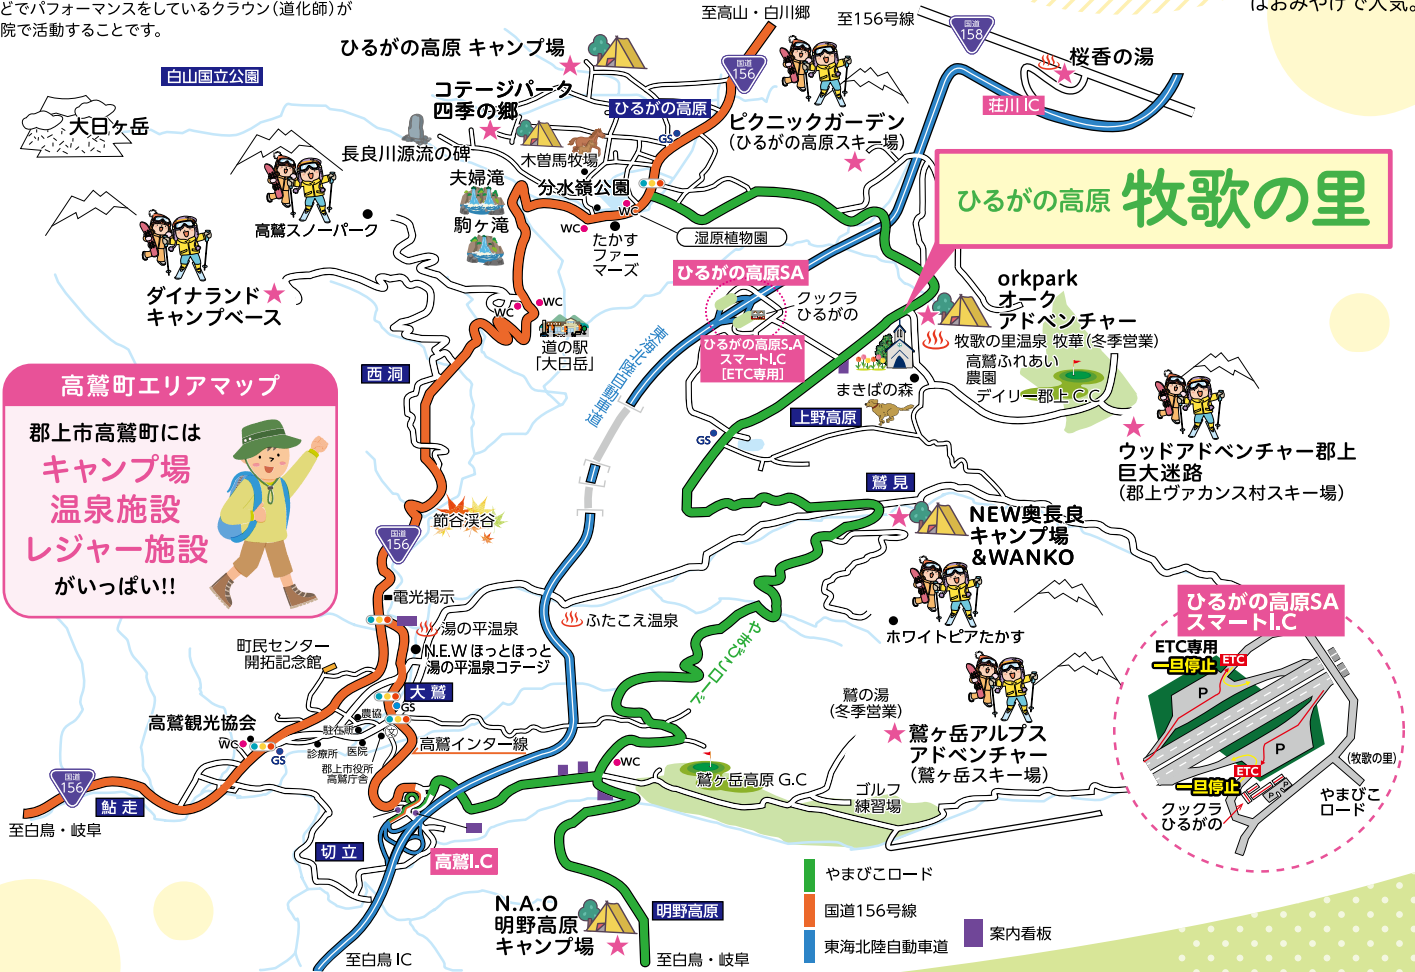 どでパフォーマンスをしているクラウン（道化師）が
院で活動することです。
はおみやげで人気。
白山国立公園
大日ヶ岳
ひるがの高原 キャンプ場
コテージパーク
四季の郷
長良川源流の碑
木曽馬牧場
ひるがの高原
GS
至高山・白川郷
国道
156
至156号線
国道
158
桜香の湯
荘川 IC
ピクニックガーデン
(ひるがの高原スキー場)
ひるがの高原 牧歌の里
夫婦滝
駒ヶ滝
分水嶺公園
WC
WC
たかす
ファー
マーズ
湿原植物園
高鷲スノーパーク
ダイナランド
キャンプベース
WC
WC
道の駅
「大日岳」
ひるがの高原SA
クックラ
ひるがの
ひるがの高原S.A
スマートI.C
[ETC専用]
東海北陸自動車道
orkpark
オーク
アドベンチャー
牧歌の里温泉 牧華(冬季営業)
高鷲ふれあい
農園
デイリー郡上 C.C
まきばの森
上野高原
GS
ウッドアドベンチャー郡上
巨大迷路
(郡上ヴァカンス村スキー場)
西洞
高鷲町エリアマップ
郡上市高鷲町には
キャンプ場
温泉施設
レジャー施設
がいっぱい!!
節谷渓谷
国道
156
鷲見
NEW奥長良
キャンプ場
&WANKO
ホワイトピアたかす
電光掲示
湯の平温泉
N.E.W ほっとほっと
湯の平温泉コテージ
ふたこえ温泉
やまびこロード
町民センター
開拓記念館
大鷲
GS
農協
駐在所
文
高鷲観光協会
WC
GS
診療所
医院
郡上市役所
高鷲庁舎
高鷲インター線
鷲の湯
(冬季営業)
鷲ヶ岳アルプス
アドベンチャー
(鷲ヶ岳スキー場)
WC
鷲ヶ岳高原 G.C
ゴルフ
練習場
国道
156
鮎走
至白鳥・岐阜
切立
高鷲I.C
至白鳥 IC
N.A.O
明野高原
キャンプ場
明野高原
至白鳥・岐阜
やまびこロード
国道156号線
東海北陸自動車道
案内看板
ひるがの高原SA
スマートI.C
ETC専用
一旦停止
ETC
P
P
ETC
一旦停止
クックラ
ひるがの
(牧歌の里)
やまびこ
ロード